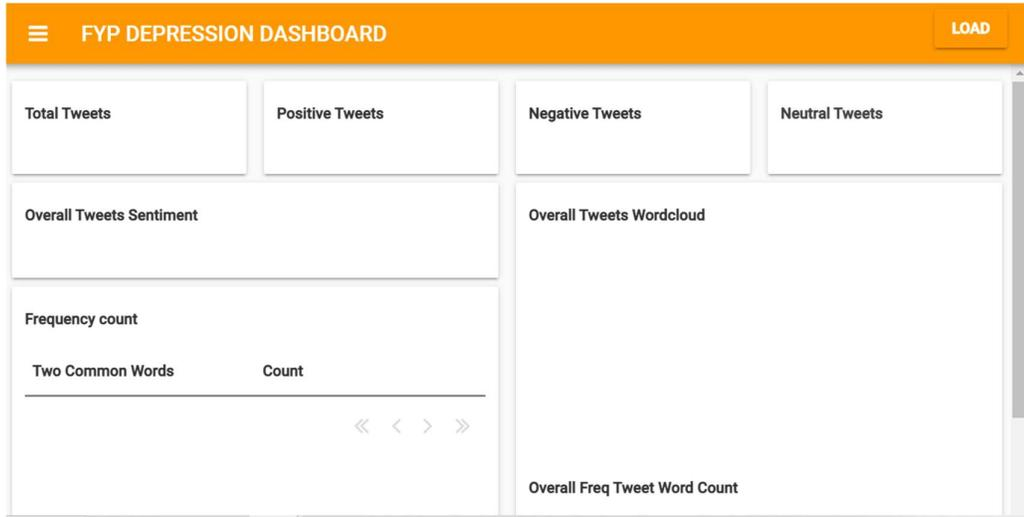 FYP DEPRESSION DASHBOARD
LOAD
Total Tweets
Positive Tweets
Negative Tweets
Neutral Tweets
Overall Tweets Sentiment
Overall Tweets Wordcloud
Frequency count
Two Common Words
Count
Overall Freq Tweet Word Count